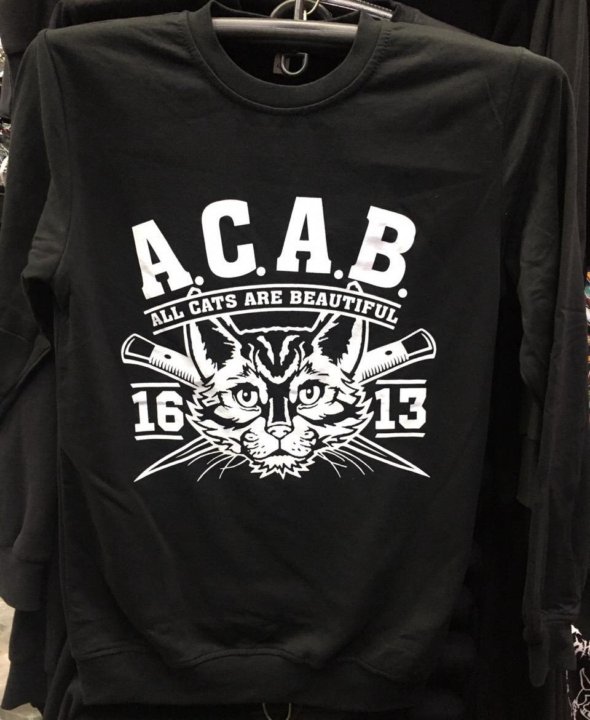 A.C.A.B.
ALL CATS ARE BEAUTIFUL
16 13